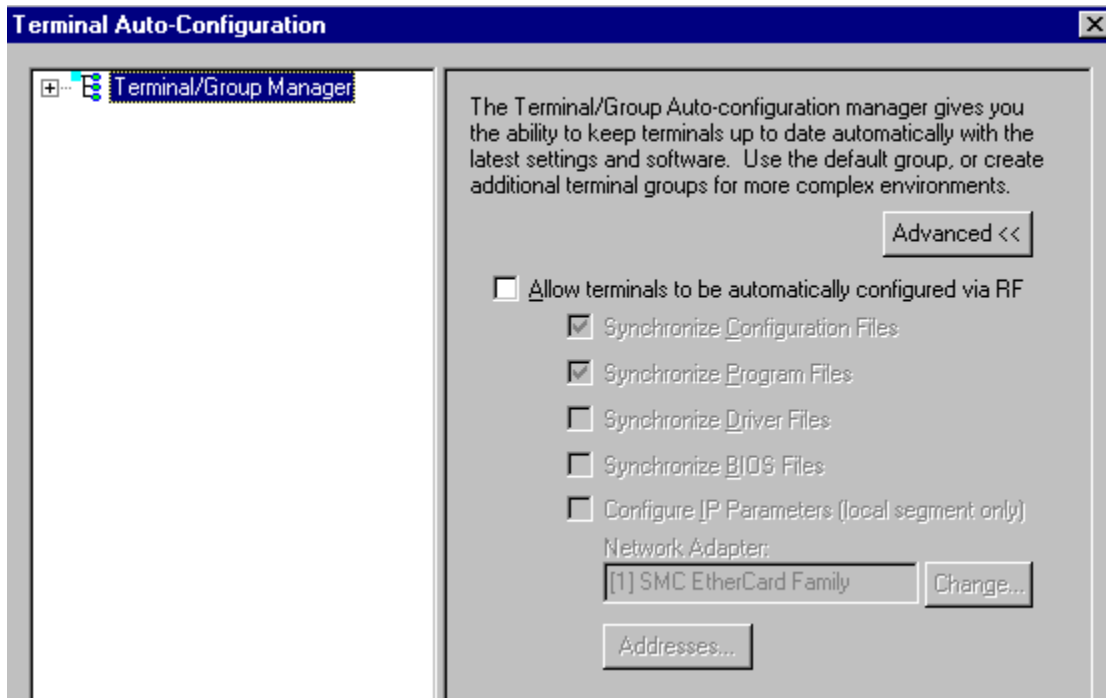 Terminal Auto-Configuration
Terminal/Group Manager
The Terminal/Group Auto-configuration manager gives you
the ability to keep terminals up to date automatically with the
latest settings and software.  Use the default group, or create
additional terminal groups for more complex environments.
Advanced <<
Allow terminals to be automatically configured via RF
Synchronize Configuration Files
Synchronize Program Files
Synchronize Driver Files
Synchronize BIOS Files
Configure IP Parameters (local segment only)
Network Adapter:
[1] SMC EtherCard Family
Change...
Addresses...